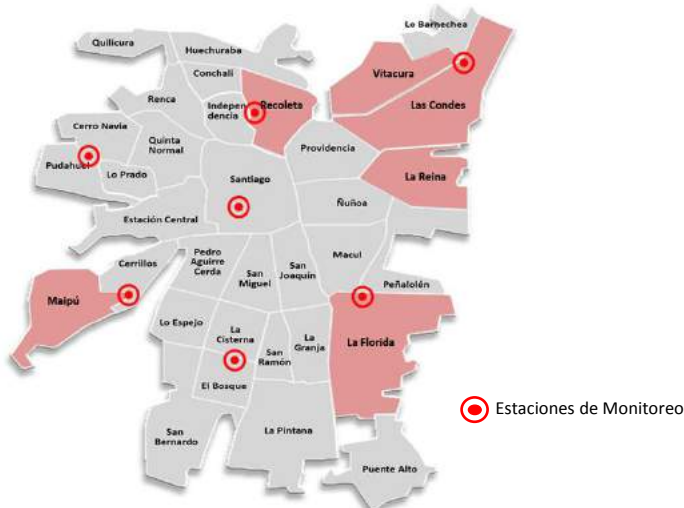 Lo Barnechea
Quilicura
Huechuraba
Conchalí
Vitacura
Renca
Indepen
dencia
Recoleta
Las Condes
Cerro Navia
Quinta
Normal
Providencia
Pudahuel
Lo Prado
Santiago
La Reina
Ñuñoa
Estación Central
Cerrillos
Pedro
Aguirre
Cerda
San
Miguel
San
Joaquín
Macul
Peñalolén
Maipú
Lo Espejo
La
Cisterna
San
Ramón
La
Granja
La Florida
El Bosque
San
Bernardo
La Pintana
Puente Alto
Estaciones de Monitoreo